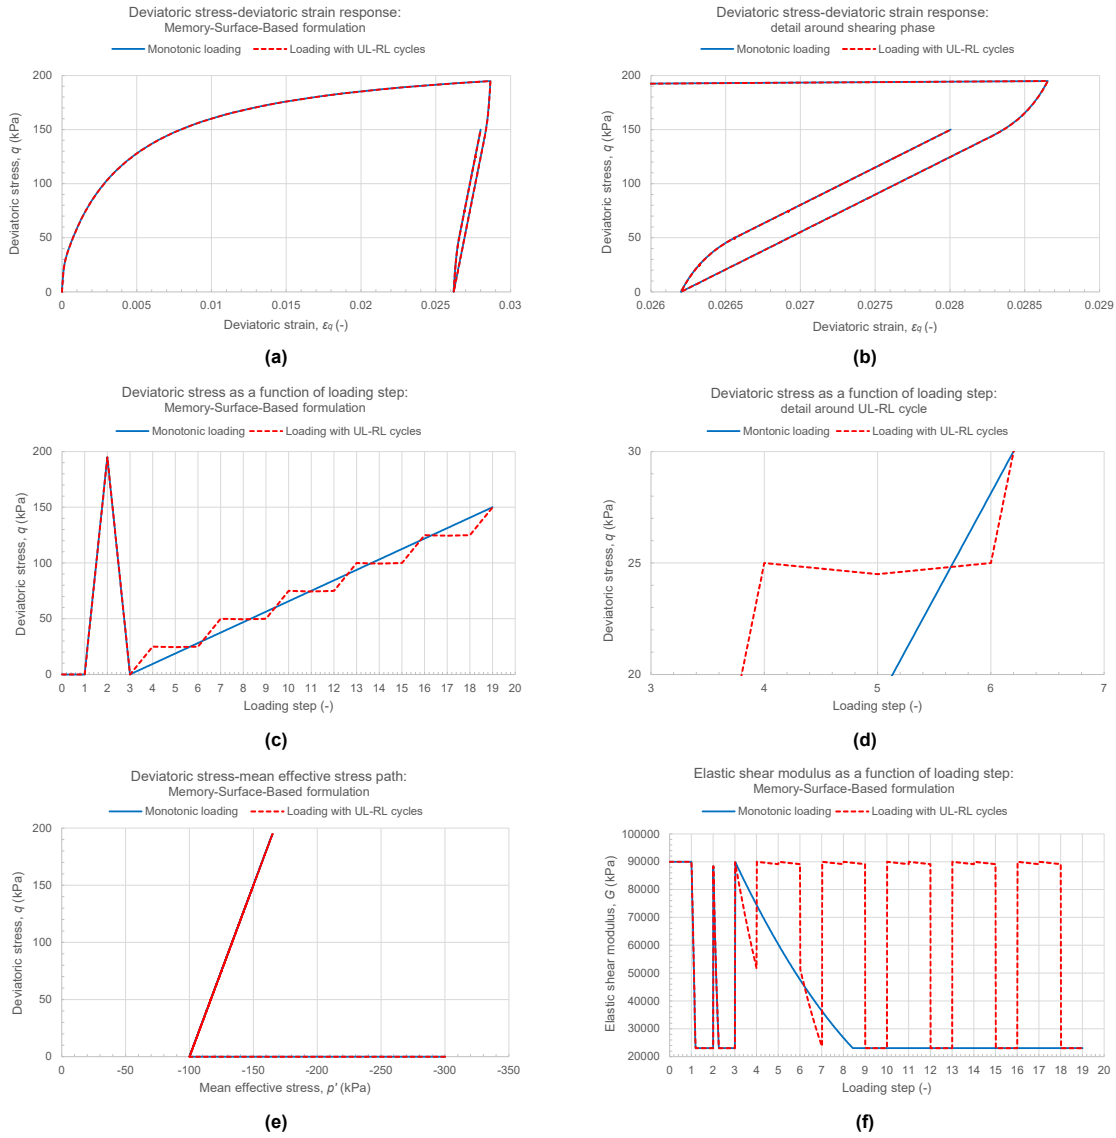 Deviatoric stress-deviatoric strain response:
Memory-Surface-Based formulation
Monotonic loading
Loading with UL-RL cycles
200
150
100
50
0
Deviatoric stress, q (kPa)
0
0.005
0.01
0.015
0.02
0.025
0.03
Deviatoric strain, εq (-)
(a)
Deviatoric stress-deviatoric strain response:
detail around shearing phase
Monotonic loading
Loading with UL-RL cycles
200
150
100
50
0
Deviatoric stress, q (kPa)
0.026
0.0265
0.027
0.0275
0.028
0.0285
0.029
Deviatoric strain, εq (-)
(b)
Deviatoric stress as a function of loading step:
Memory-Surface-Based formulation
Monotonic loading
Loading with UL-RL cycles
200
150
100
50
0
Deviatoric stress, q (kPa)
0 1 2 3 4 5 6 7 8 9 10 11 12 13 14 15 16 17 18 19 20
Loading step (-)
(c)
Deviatoric stress as a function of loading step:
detail around UL-RL cycle
Montonic loading
Loading with UL-RL cycles
30
25
20
Deviatoric stress, q (kPa)
3 4 5 6 7
Loading step (-)
(d)
Deviatoric stress-mean effective stress path:
Memory-Surface-Based formulation
Monotonic loading
Loading with UL-RL cycles
200
150
100
50
0
Deviatoric stress, q (kPa)
0 -50 -100 -150 -200 -250 -300 -350
Mean effective stress, p' (kPa)
(e)
Elastic shear modulus as a function of loading step:
Memory-Surface-Based formulation
Monotonic loading
Loading with UL-RL cycles
100000
90000
80000
70000
60000
50000
40000
30000
20000
Elastic shear modulus, G (kPa)
0 1 2 3 4 5 6 7 8 9 10 11 12 13 14 15 16 17 18 19 20
Loading step (-)
(f)